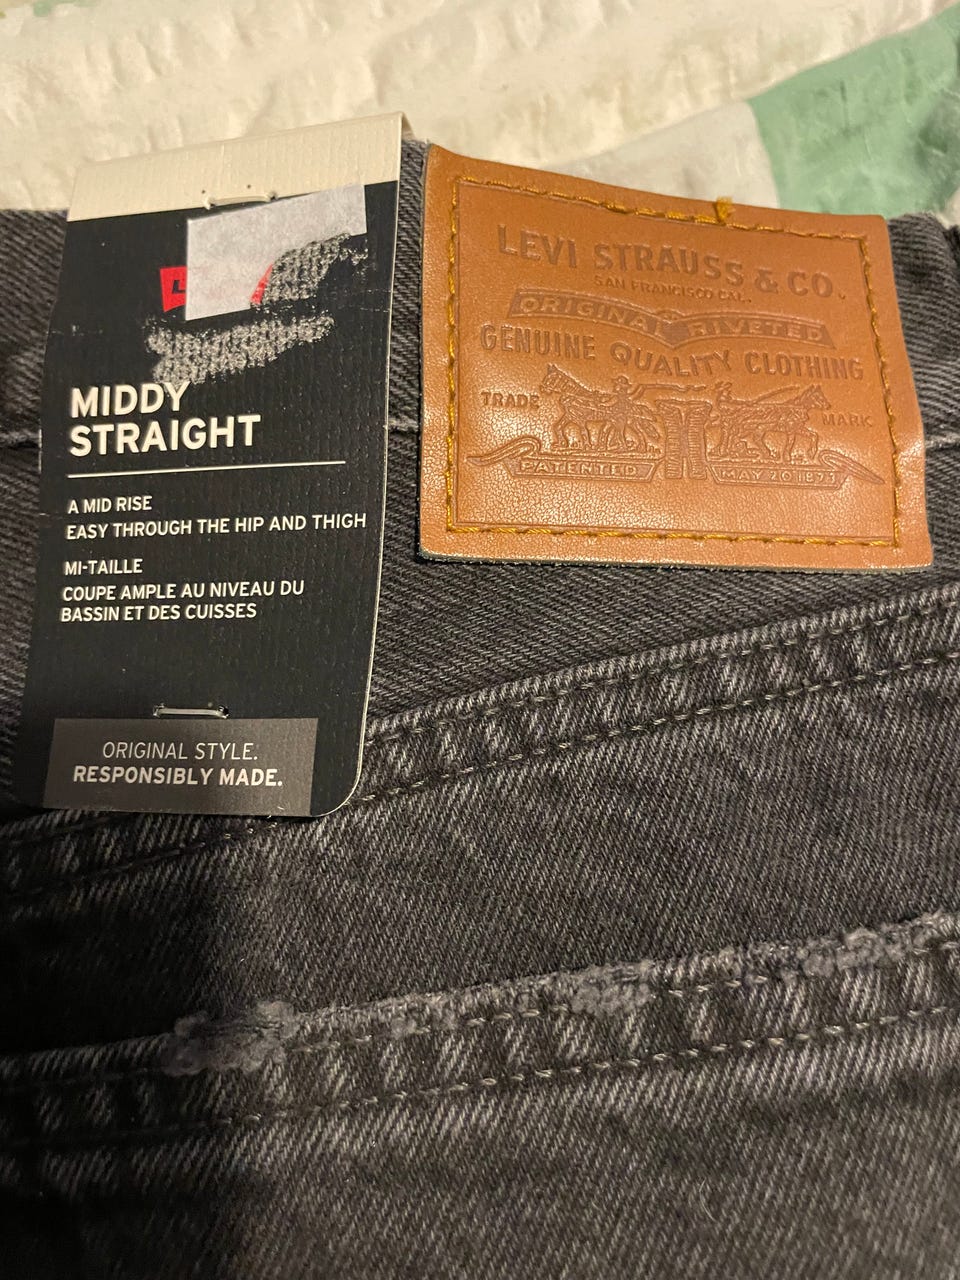 MIDDY
STRAIGHT
A MID RISE
EASY THROUGH THE HIP AND THIGH
MI-TAILLE
COUPE AMPLE AU NIVEAU DU
BASSIN ET DES CUISSES
ORIGINAL STYLE.
RESPONSIBLY MADE.
LEVI STRAUSS & CO.
SAN FRANCISCO CAL.
ORIGINAL RIVETED
GENUINE QUALITY CLOTHING
TRADE MARK
PATENTED MAY 20 1873